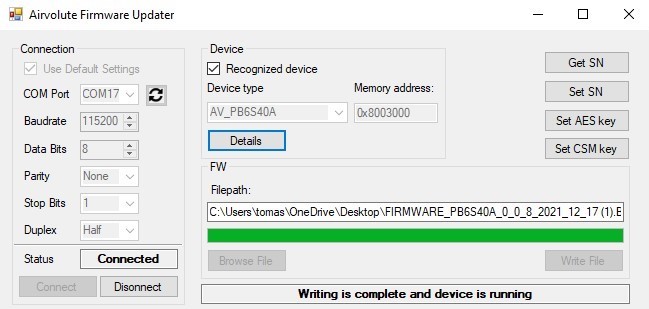 Airvolute Firmware Updater
Connection
Use Default Settings
COM Port COM17
Baudrate 115200
Data Bits 8
Parity None
Stop Bits 1
Duplex Half
Status Connected
Connect Disonnect
Device
Recognized device
Device type Memory address:
AV_PB6S40A 0x8003000
Details
Get SN
Set SN
Set AES key
Set CSM key
FW
Filepath:
C:\Users\tomas\OneDrive\Desktop\FIRMWARE_PB6S40A_0_0_8_2021_12_17 (1).E
Browse File Write File
Writing is complete and device is running